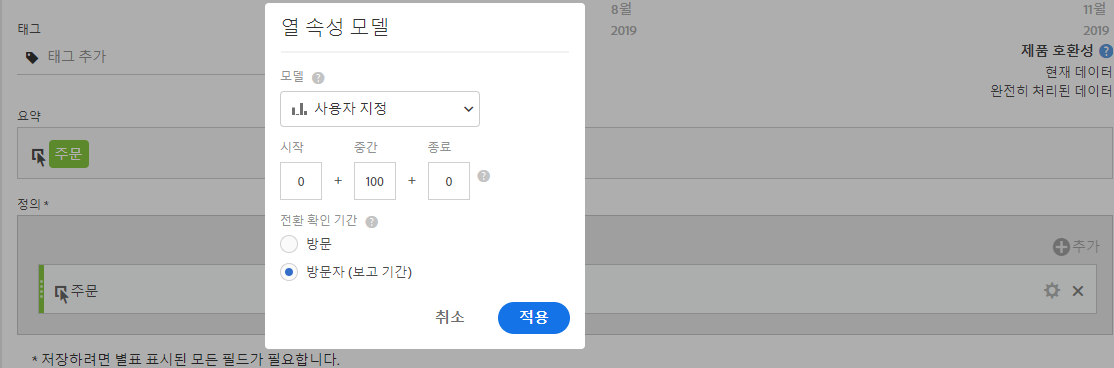 8월
2019
11월
2019
태그
태그 추가
제품 호환성 ?
현재 데이터
완전히 처리된 데이터
요약
주문
정의 *
추가
주문
* 저장하려면 별표 표시된 모든 필드가 필요합니다.
열 속성 모델
모델 ?
사용자 지정
시작 중간 종료
0 + 100 + 0 ?
전환 확인 기간 ?
방문
방문자 (보고 기간)
취소 적용